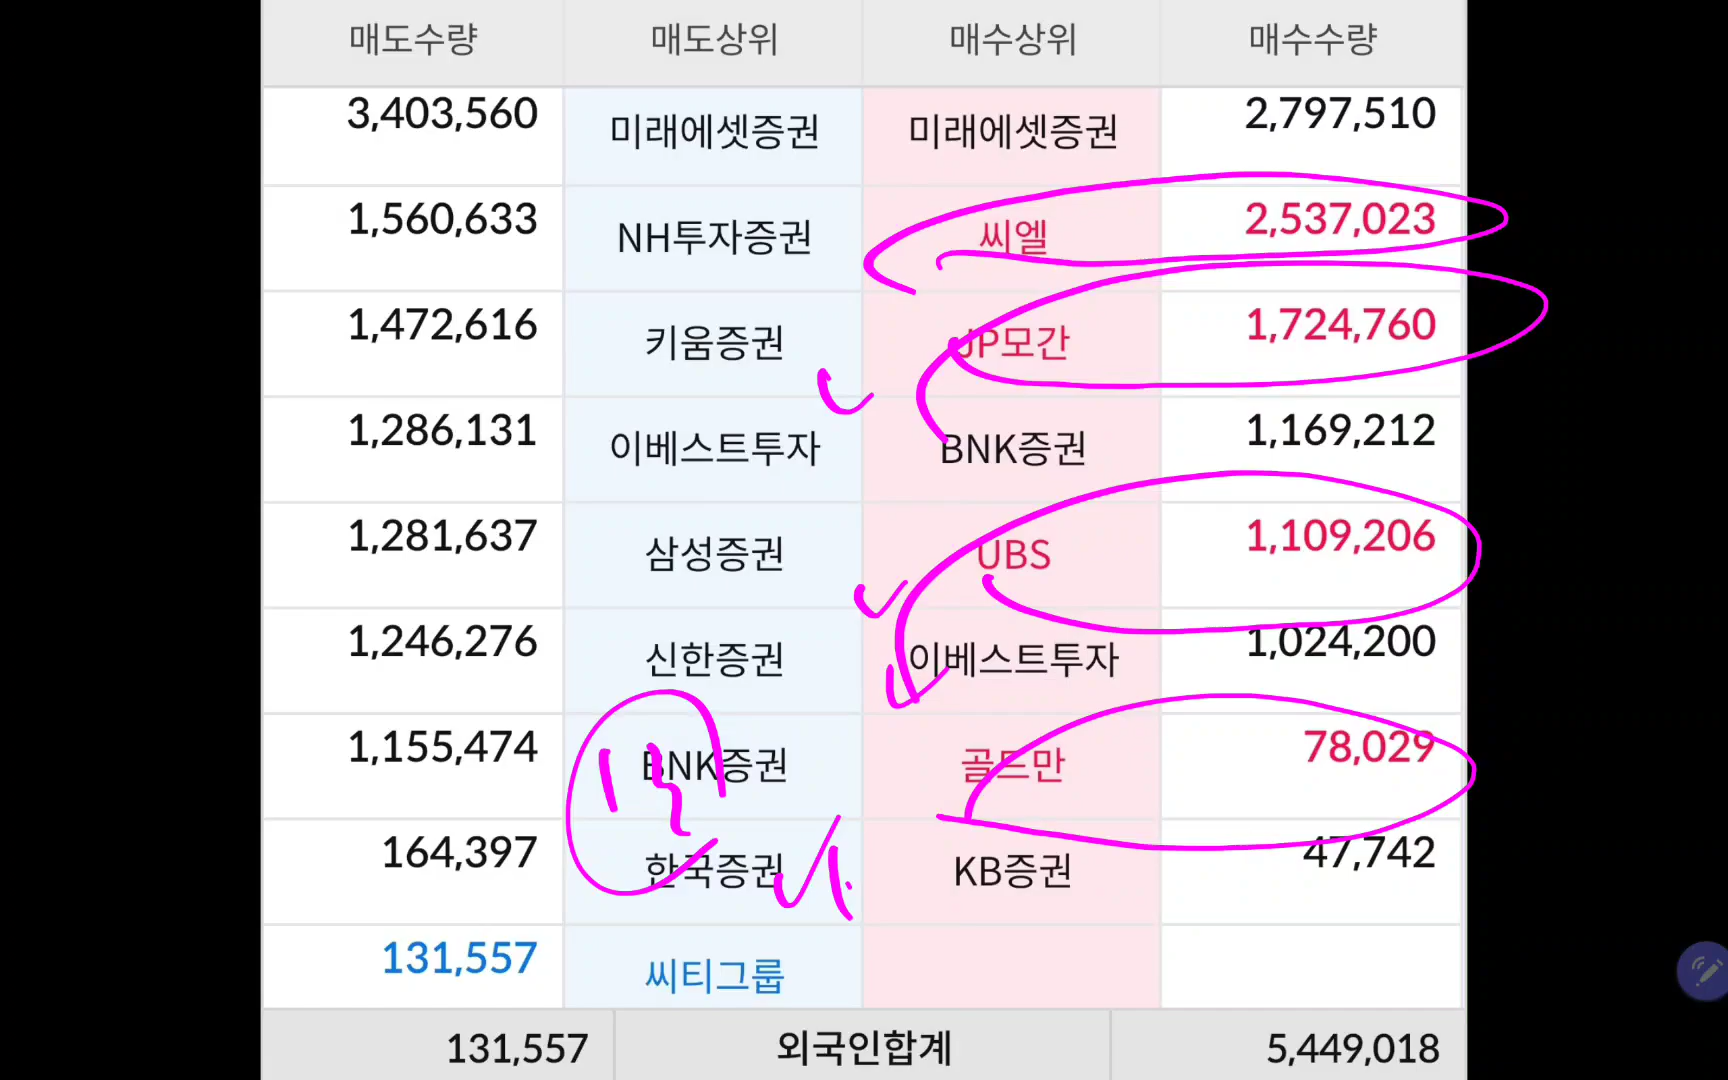 매도수량 매도상위 매수상위 매수수량
3,403,560 미래에셋증권 미래에셋증권 2,797,510
1,560,633 NH투자증권 씨엘 2,537,023
1,472,616 키움증권 JP모간 1,724,760
1,286,131 이베스트투자 BNK증권 1,169,212
1,281,637 삼성증권 UBS 1,109,206
1,246,276 신한증권 이베스트투자 1,024,200
1,155,474 BNK증권 골드만 78,029
164,397 한국증권 KB증권 47,742
131,557 씨티그룹
131,557 외국인합계 5,449,018